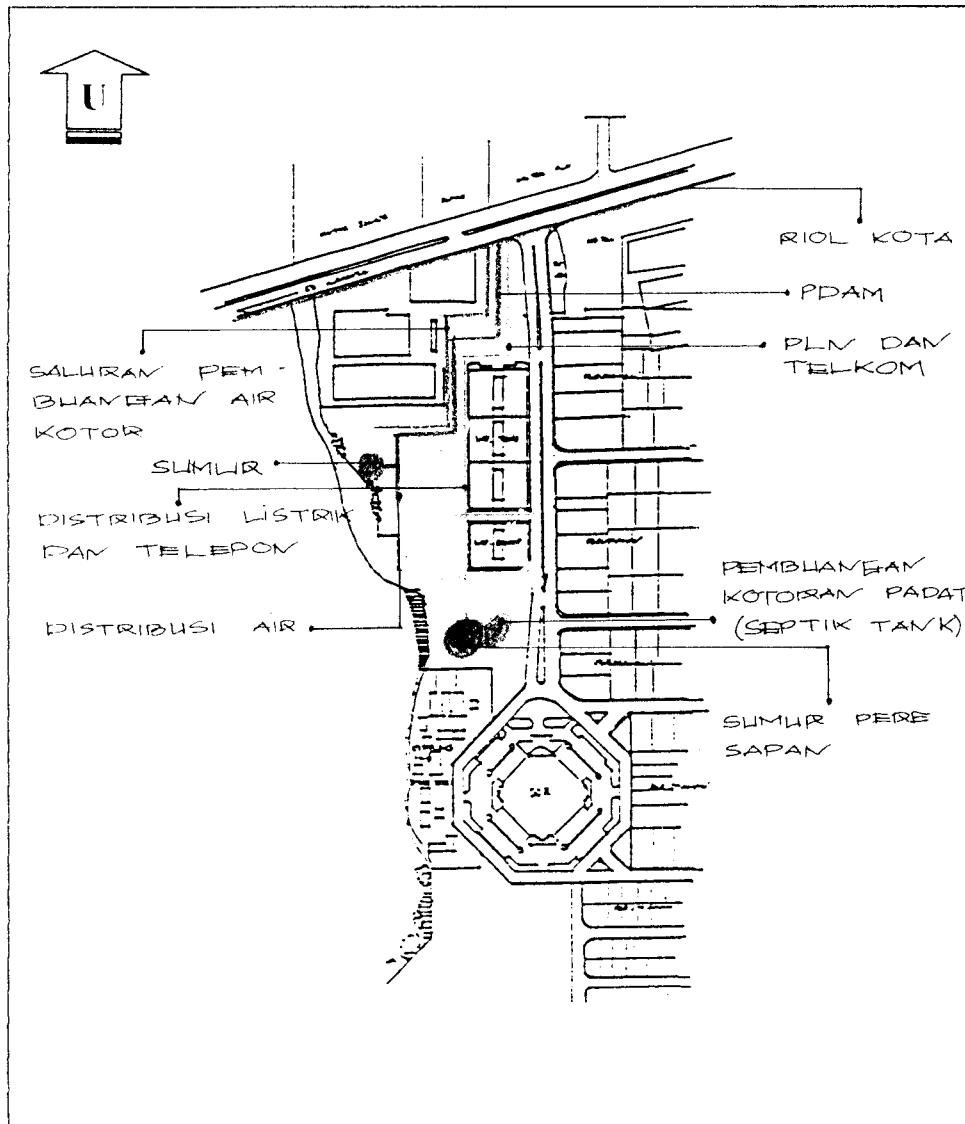 U
RIOL KOTA
PDAM
PLN DAN
TELKOM
SALURAN PEM-
BUANGAN AIR
KOTOR
SUMUR
DISTRIBUSI LISTRIK
DAN TELEPON
PEMBUANGAN
KOTORAN PADAT
(SEPTIK TANK)
DISTRIBUSI AIR
SUMUR PERE
SAPAN